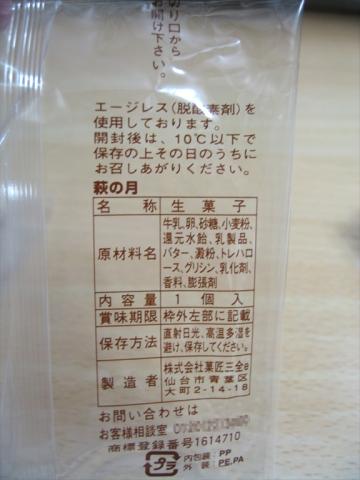 切り口から
お開け下さい。
エージレス(脱酸素剤)を
使用しております。
開封後は、10℃以下で
保存の上その日のうちに
お召しあがりください。
萩の月
名 称 生菓子
原材料名 牛乳、卵、砂糖、小麦粉、
還元水飴、乳製品、
バター、澱粉、トレハロ
ース、グリシン、乳化剤、
香料、膨張剤
内容量 1個入
賞味期限 枠外左部に記載
保存方法 直射日光、高温多湿を
避け、保存してください。
製造者 株式会社菓匠三全8
仙台市青葉区
大町2-14-18
お問い合わせは
お客様相談室
商標登録番号1614710
プラ
内包装:PP
外 装:PE,PA